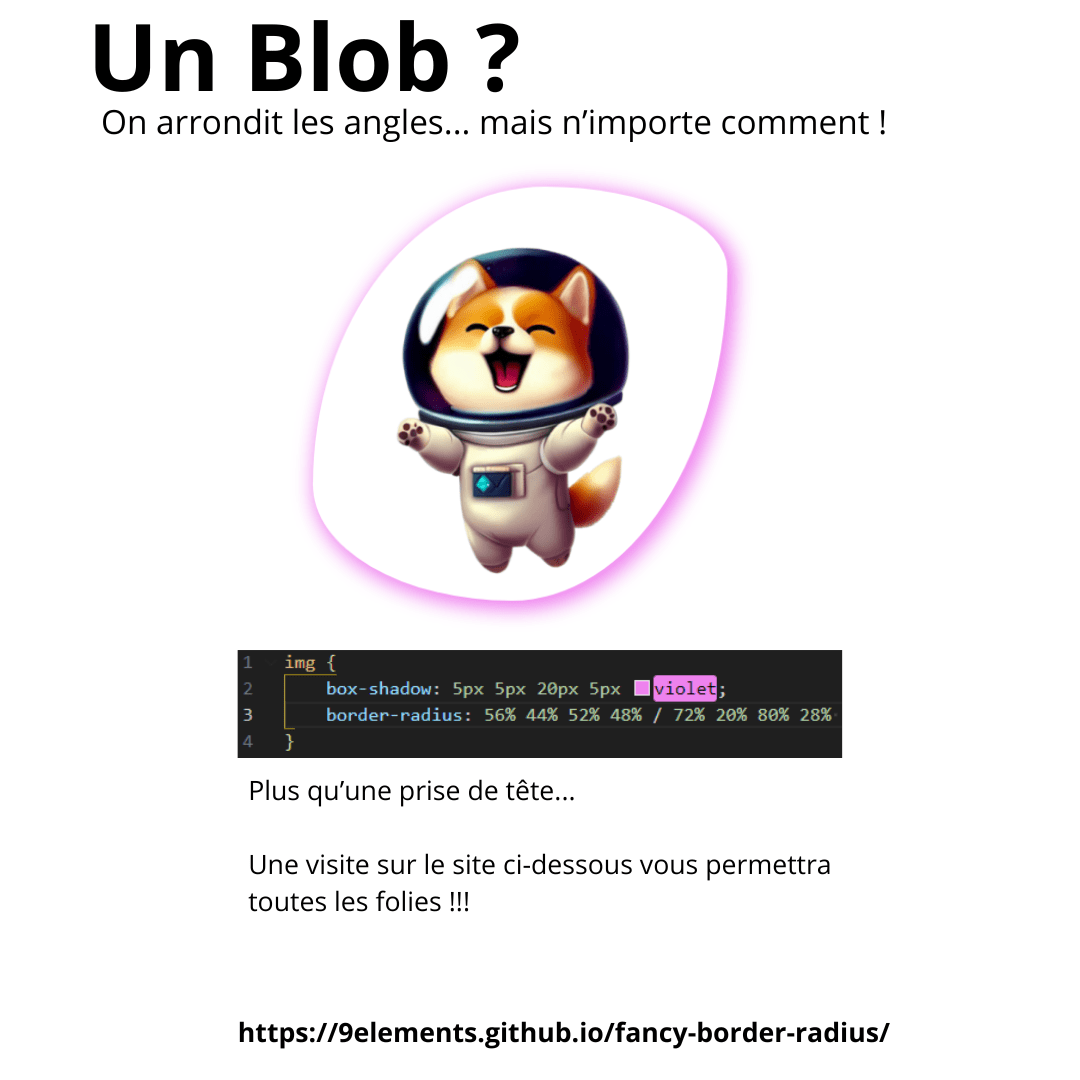 Un Blob ?
On arrondit les angles... mais n’importe comment !
1 img {
2 box-shadow: 5px 5px 20px 5px violet;
3 border-radius: 56% 44% 52% 48% / 72% 20% 80% 28%
4 }
Plus qu’une prise de tête...
Une visite sur le site ci-dessous vous permettra
toutes les folies !!!
https://9elements.github.io/fancy-border-radius/